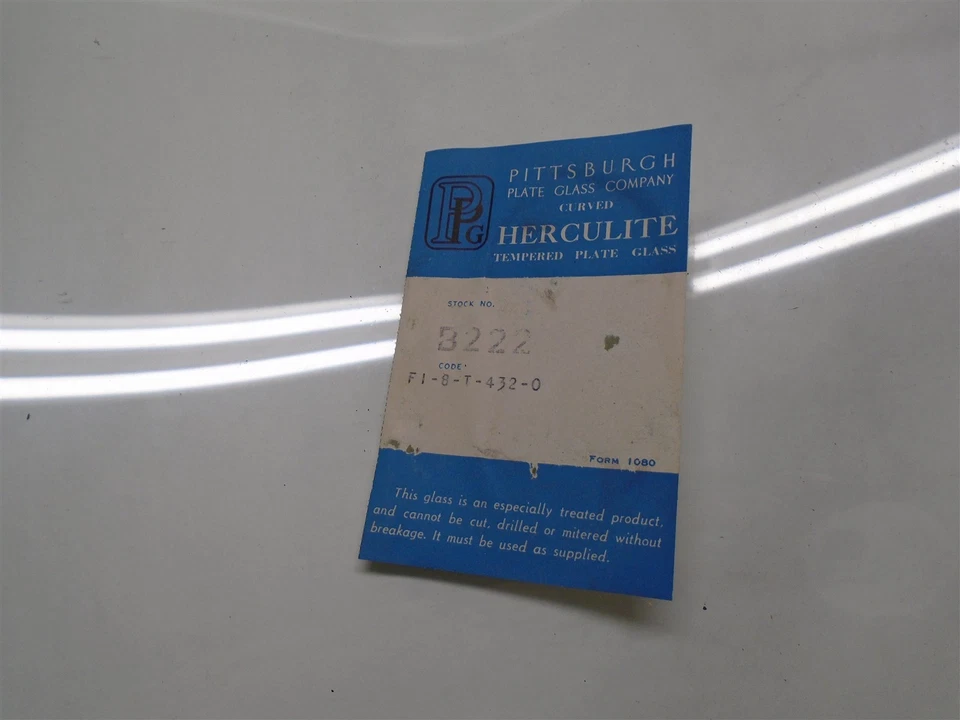 PPG
PITTSBURGH
PLATE GLASS COMPANY
CURVED
HERCULITE
TEMPERED PLATE GLASS
STOCK NO.
B222
CODE
F1-8-T-432-0
FORM 1080
This glass is an especially treated product,
and cannot be cut, drilled or mitered without
breakage. It must be used as supplied.